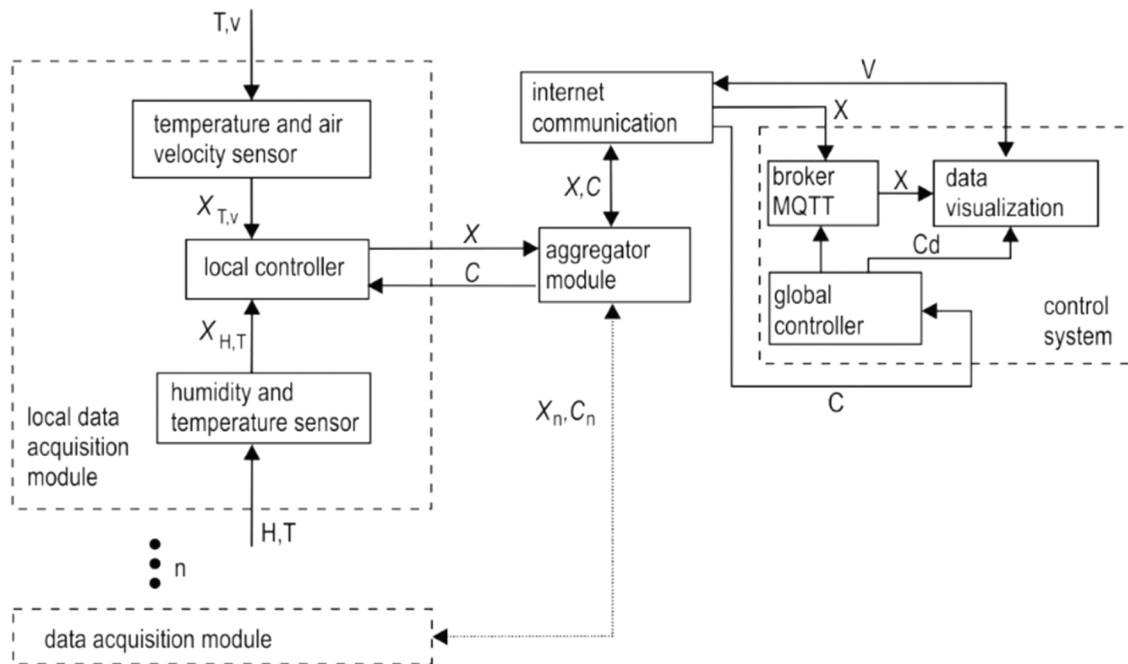 T,v
temperature and air
velocity sensor
X T,v
local controller
X H,T
humidity and
temperature sensor
local data
acquisition
module
H,T
n
data acquisition module
X
C
aggregator
module
X,C
Xn,Cn
internet
communication
V
X
broker
MQTT
X
data
visualization
Cd
global
controller
control
system
C